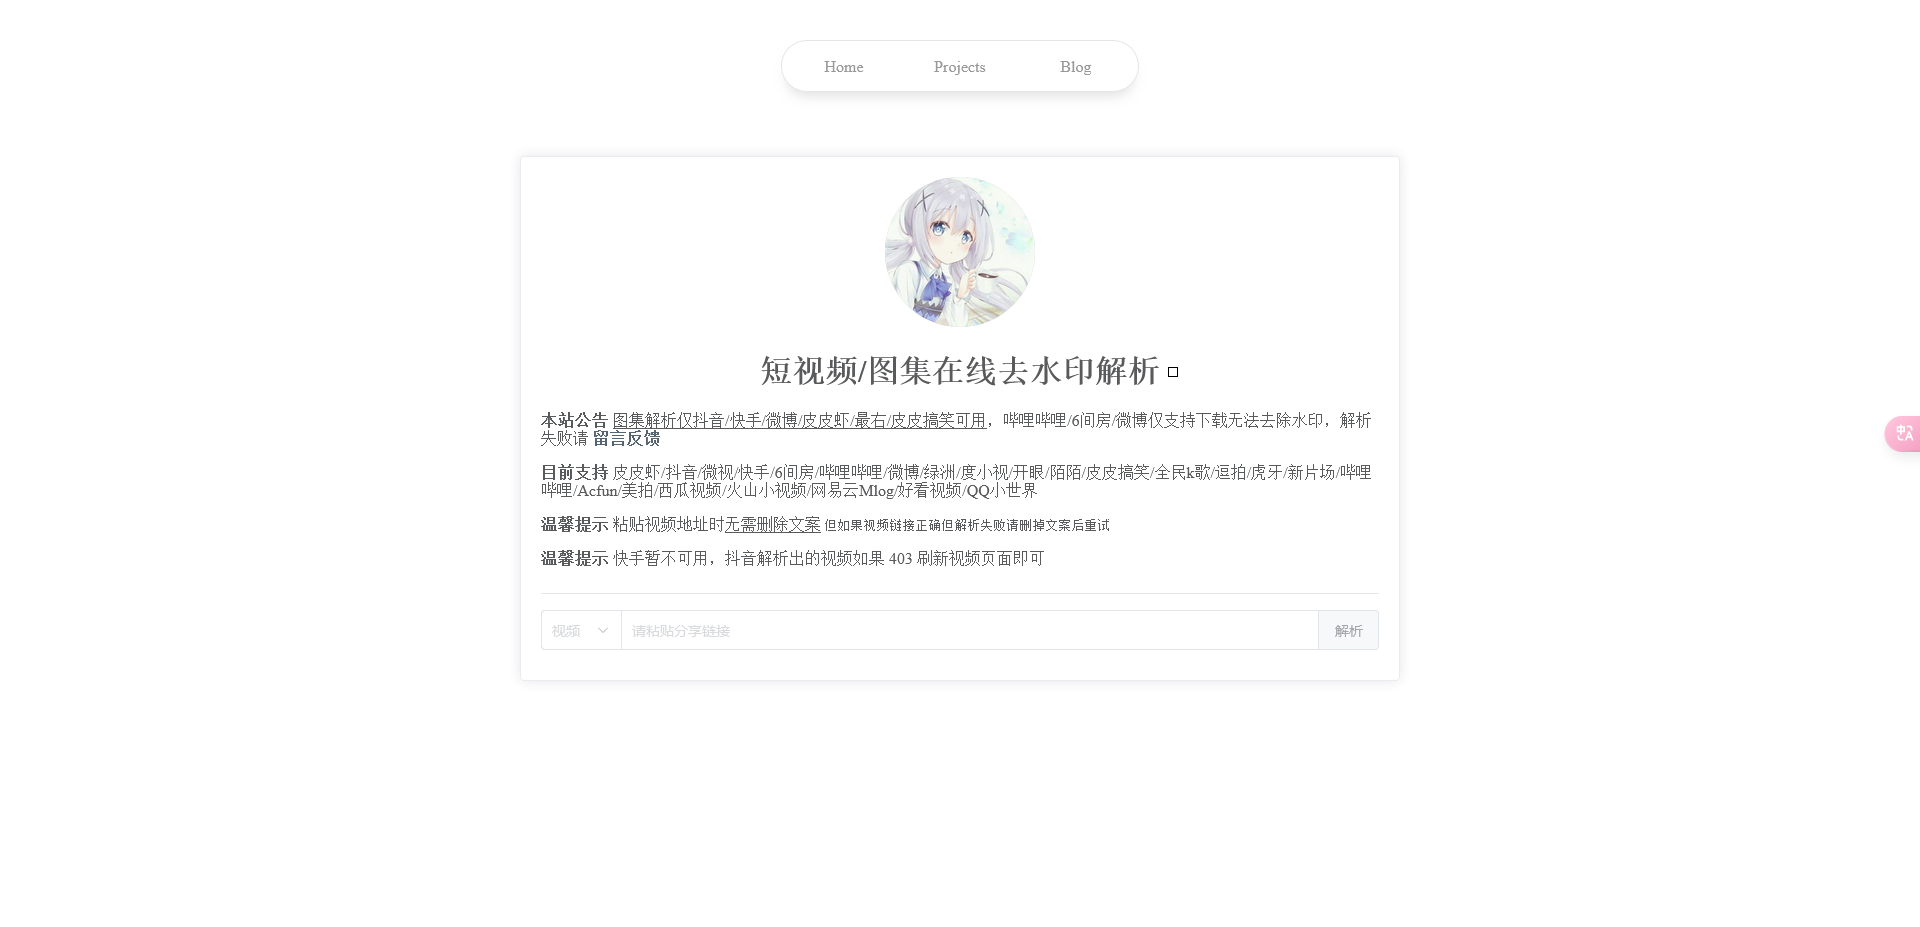 Home Projects Blog
短视频/图集在线去水印解析
本站公告 图集解析仅抖音/快手/微博/皮皮虾/最右/皮皮搞笑可用，哔哩哔哩/6间房/微博仅支持下载无法去除水印，解析
失败请 留言反馈
目前支持 皮皮虾/抖音/微视/快手/6间房/哔哩哔哩/微博/绿洲/度小视/开眼/陌陌/皮皮搞笑/全民k歌/逗拍/虎牙/新片场/哔哩
哔哩/Acfun/美拍/西瓜视频/火山小视频/网易云Mlog/好看视频/QQ小世界
温馨提示 粘贴视频地址时无需删除文案 但如果视频链接正确但解析失败请删掉文案后重试
温馨提示 快手暂不可用，抖音解析出的视频如果 403 刷新视频页面即可
视频 请粘贴分享链接 解析